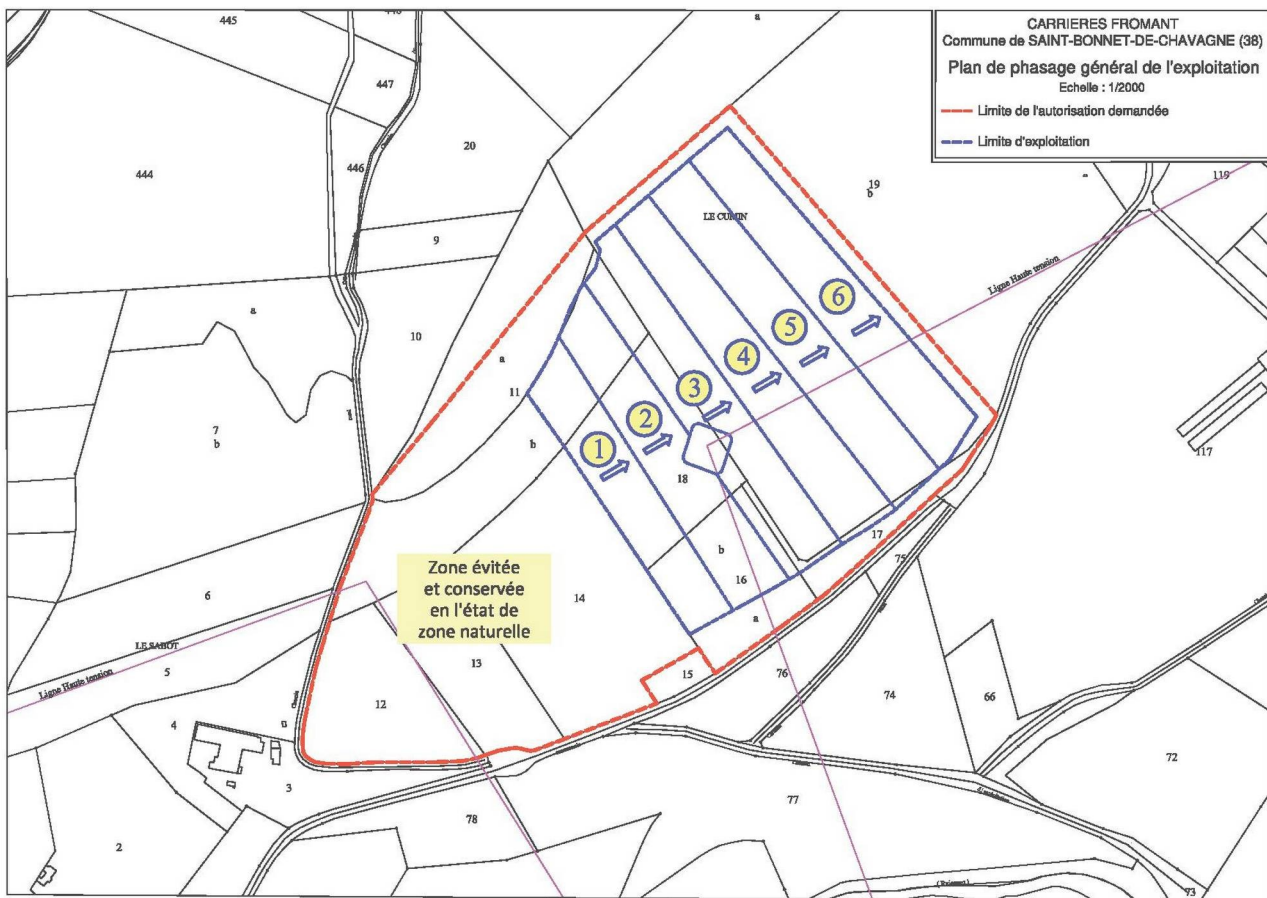 CARRIERES FROMANT
Commune de SAINT-BONNET-DE-CHAVAGNE (38)
Plan de phasage général de l'exploitation
Echelle : 1/2000
Limite de l'autorisation demandée
Limite d'exploitation
445
a
447
20
446
444
19
b
119
LE CUMIN
9
Ligne Haute tension
a
10
6
5
4
3
2
1
a
11
7
b
b
18
117
17
b
75
16
Zone évitée
et conservée
en l'état de
zone naturelle
14
6
a
LE SABOT
13
15
76
5
Ligne Haute tension
74
66
12
4
72
3
77
78
2
73